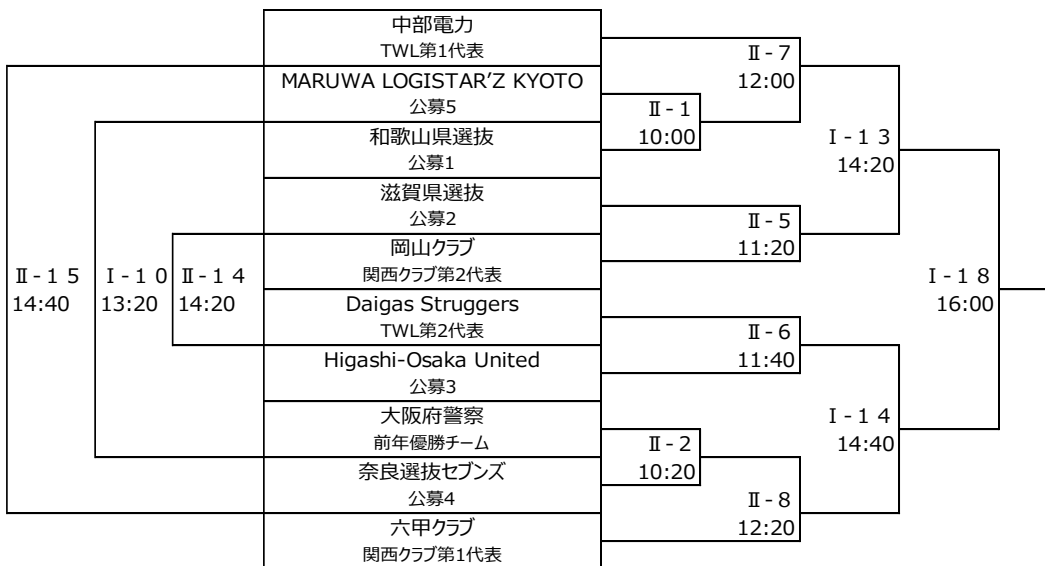 中部電力
TWL第1代表
MARUWA LOGISTAR’Z KYOTO
公募5
和歌山県選抜
公募1
滋賀県選抜
公募2
岡山クラブ
関西クラブ第2代表
Daigas Struggers
TWL第2代表
Higashi-Osaka United
公募3
大阪府警察
前年優勝チーム
奈良選抜セブンズ
公募4
六甲クラブ
関西クラブ第1代表
Ⅱ-15
14:40
Ⅰ-10
13:20
Ⅱ-14
14:20
Ⅱ-1
10:00
Ⅱ-2
10:20
Ⅱ-7
12:00
Ⅱ-5
11:20
Ⅱ-6
11:40
Ⅱ-8
12:20
Ⅰ-13
14:20
Ⅰ-14
14:40
Ⅰ-18
16:00